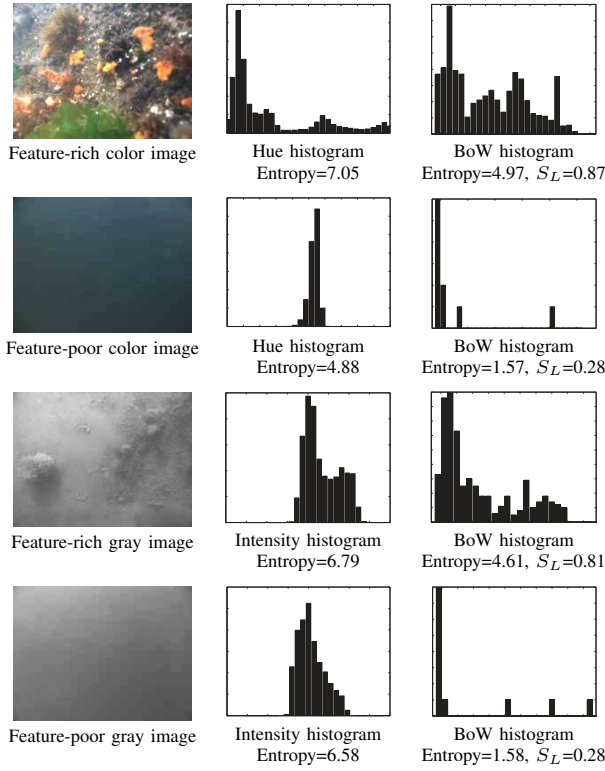 Feature-rich color image
Hue histogram
Entropy=7.05
BoW histogram
Entropy=4.97, S_L=0.87
Feature-poor color image
Hue histogram
Entropy=4.88
BoW histogram
Entropy=1.57, S_L=0.28
Feature-rich gray image
Intensity histogram
Entropy=6.79
BoW histogram
Entropy=4.61, S_L=0.81
Feature-poor gray image
Intensity histogram
Entropy=6.58
BoW histogram
Entropy=1.58, S_L=0.28